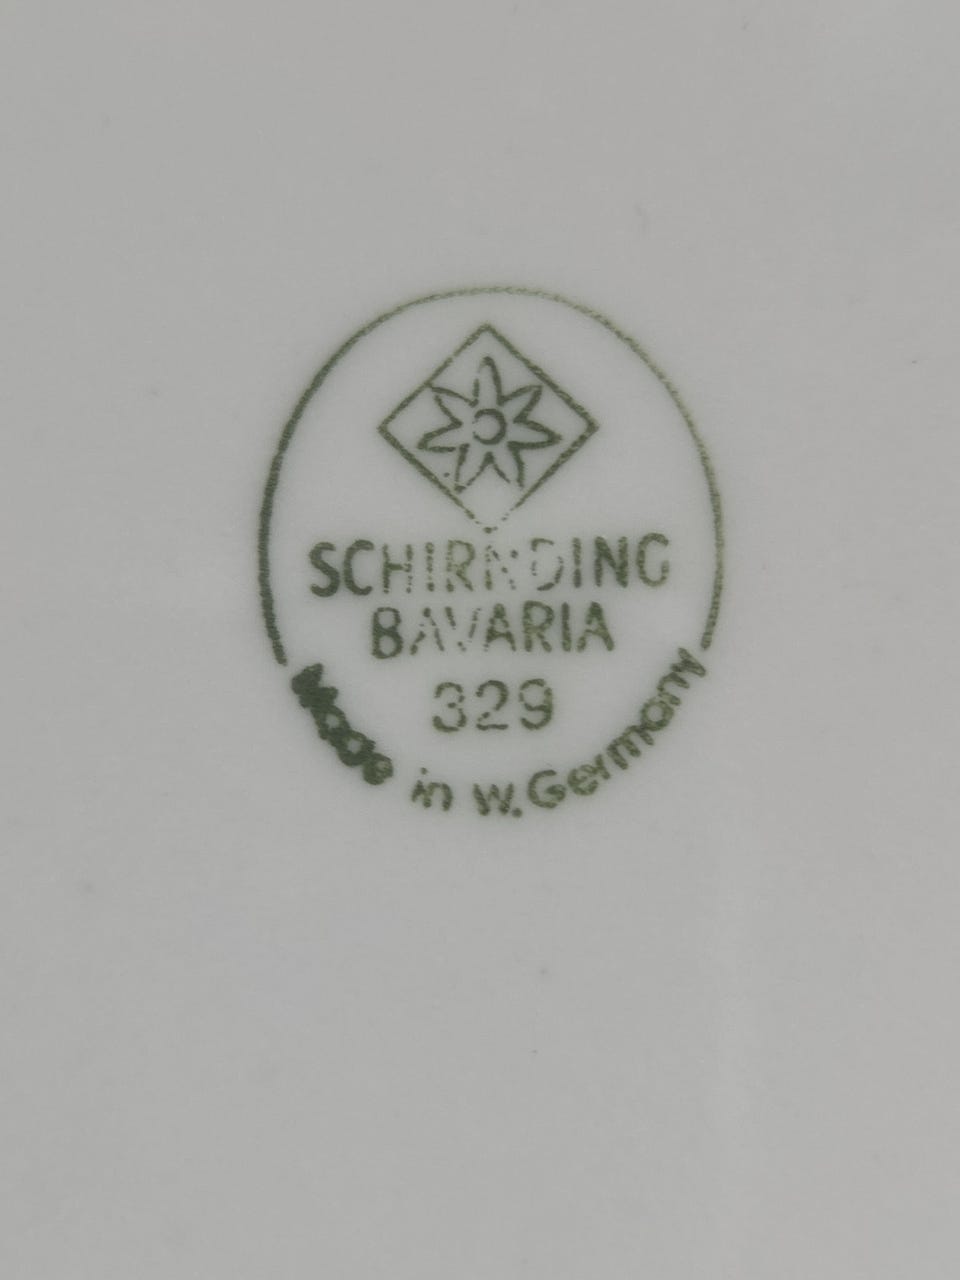 SCHIRNDING
BAVARIA
329
Made in W. Germany